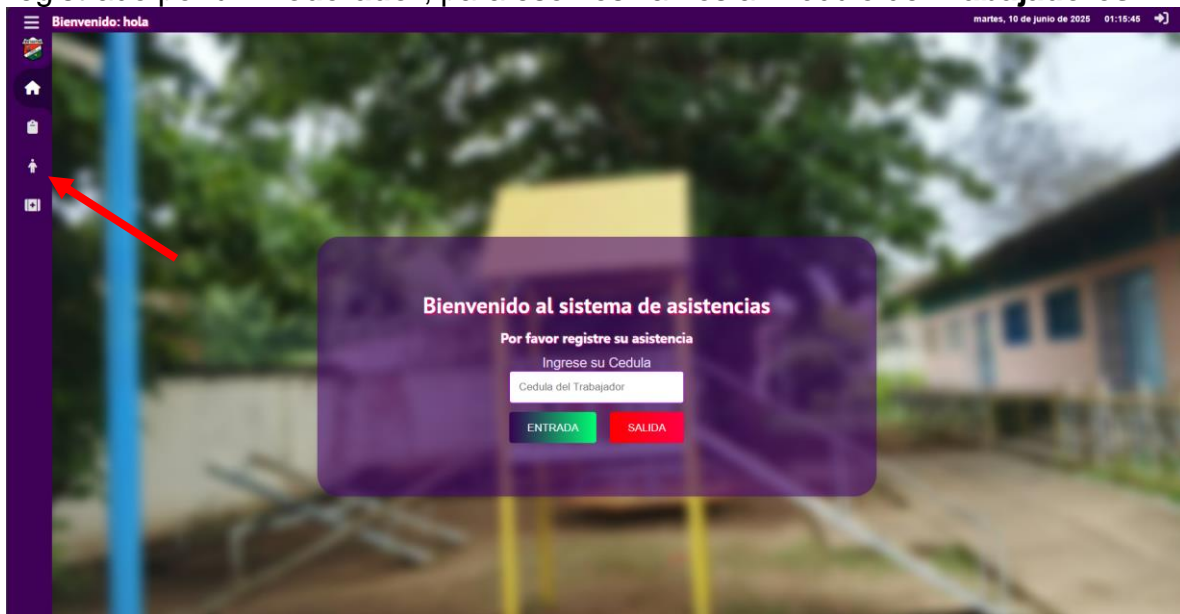 Bienvenido: hola
martes, 10 de junio de 2025 01:15:45
Bienvenido al sistema de asistencias
Por favor registre su asistencia
Ingrese su Cedula
Cedula del Trabajador
ENTRADA SALIDA